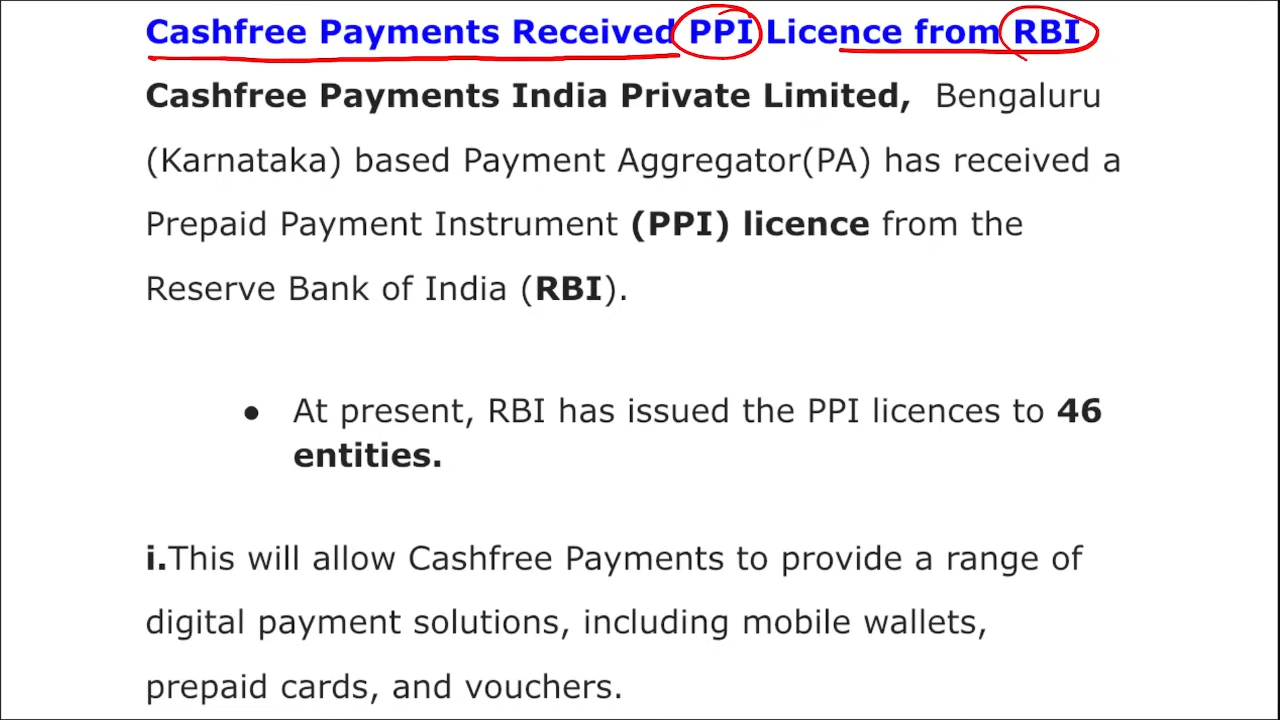 Cashfree Payments Received PPI Licence from RBI
Cashfree Payments India Private Limited, Bengaluru
(Karnataka) based Payment Aggregator(PA) has received a
Prepaid Payment Instrument (PPI) licence from the
Reserve Bank of India (RBI).
● At present, RBI has issued the PPI licences to 46
entities.
i.This will allow Cashfree Payments to provide a range of
digital payment solutions, including mobile wallets,
prepaid cards, and vouchers.